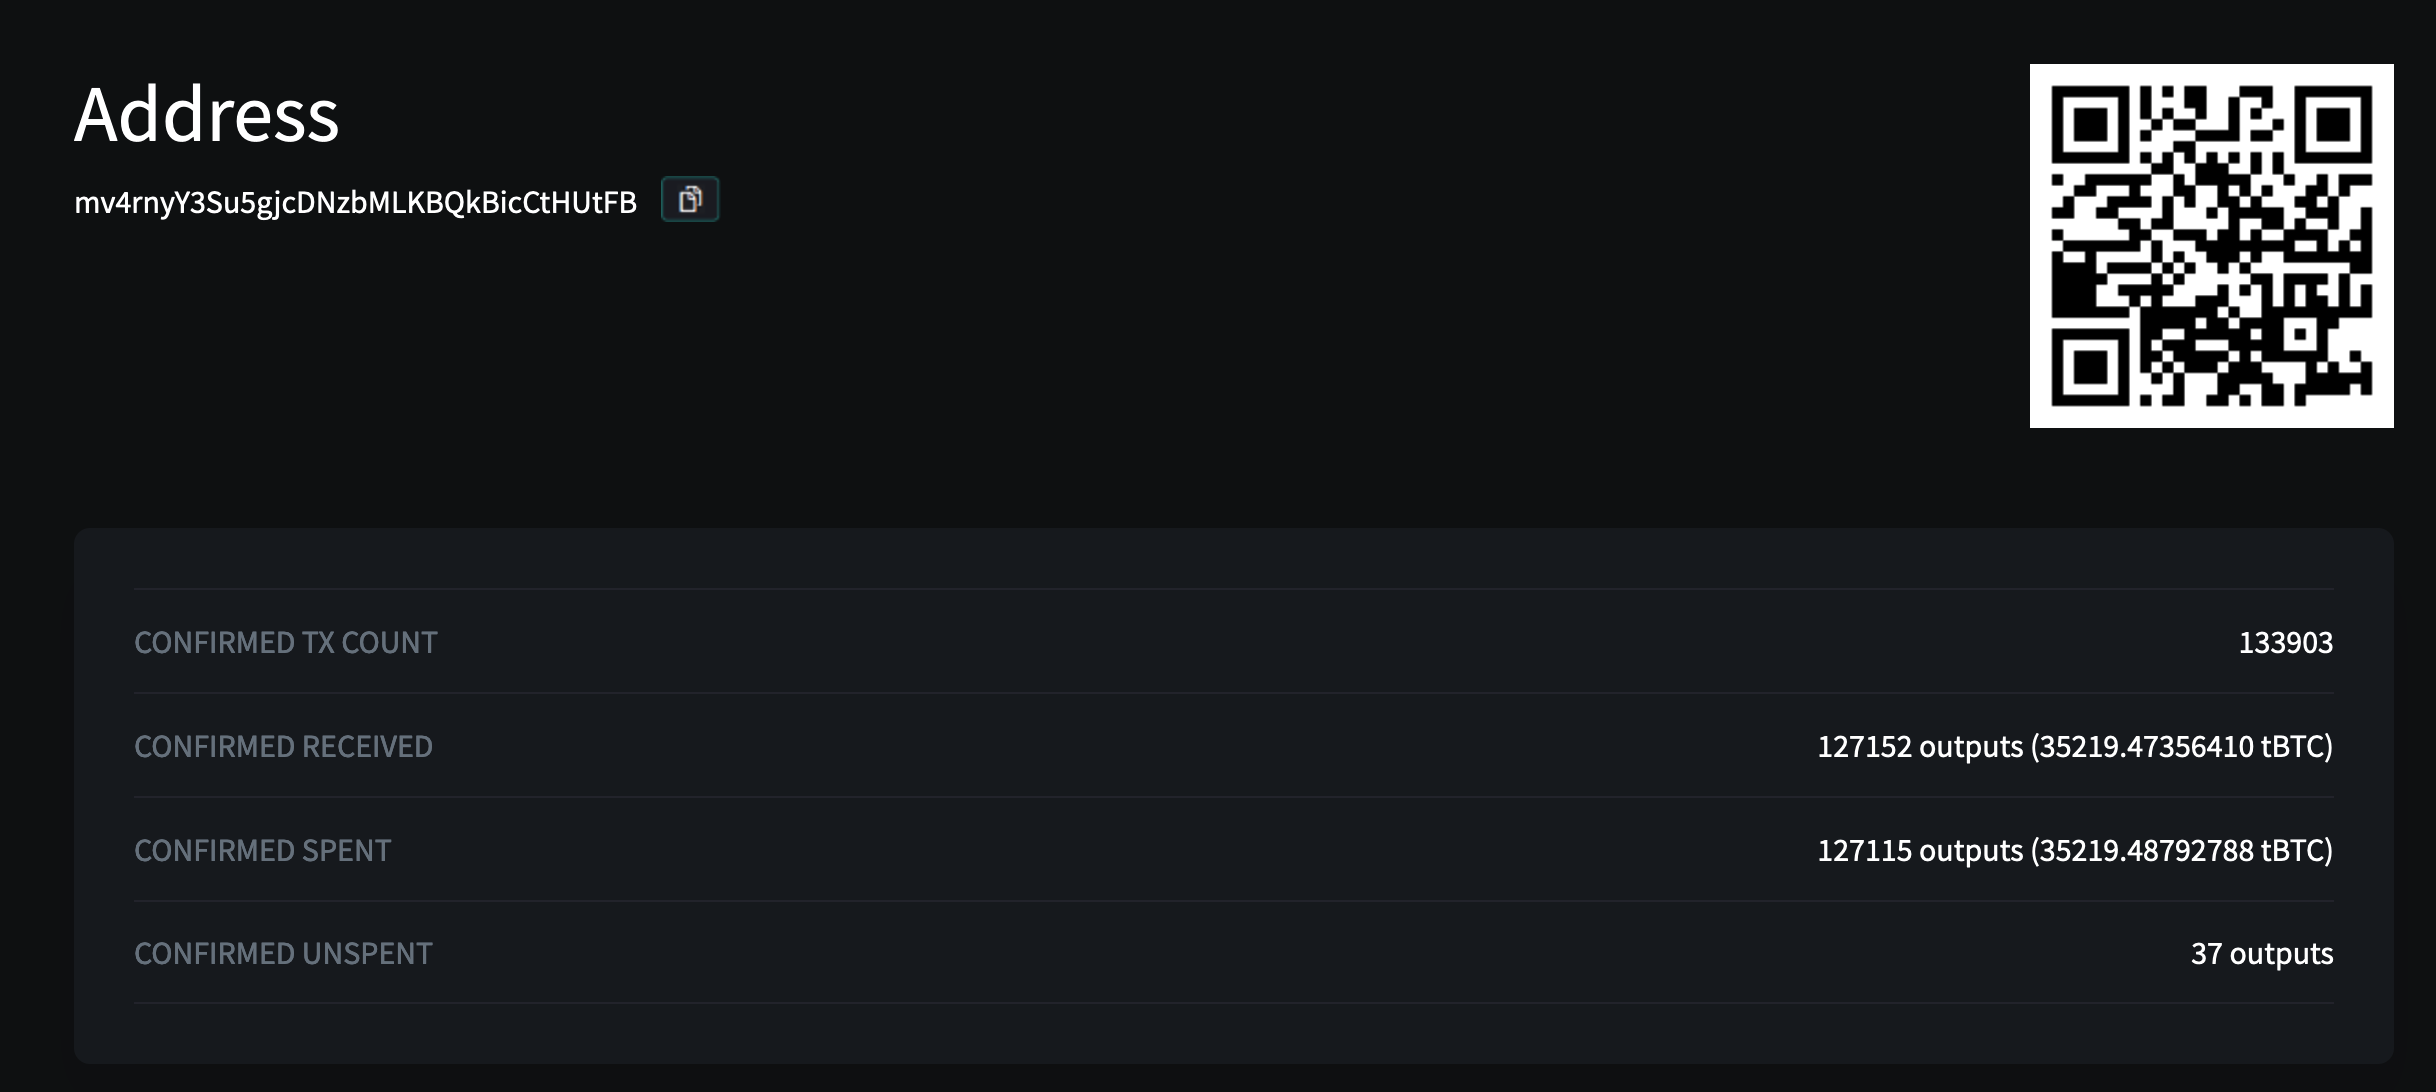 Address
mv4rnyY3Su5gjcDNzbMLKBQkBicCtHUtFB
CONFIRMED TX COUNT 133903
CONFIRMED RECEIVED 127152 outputs (35219.47356410 tBTC)
CONFIRMED SPENT 127115 outputs (35219.48792788 tBTC)
CONFIRMED UNSPENT 37 outputs